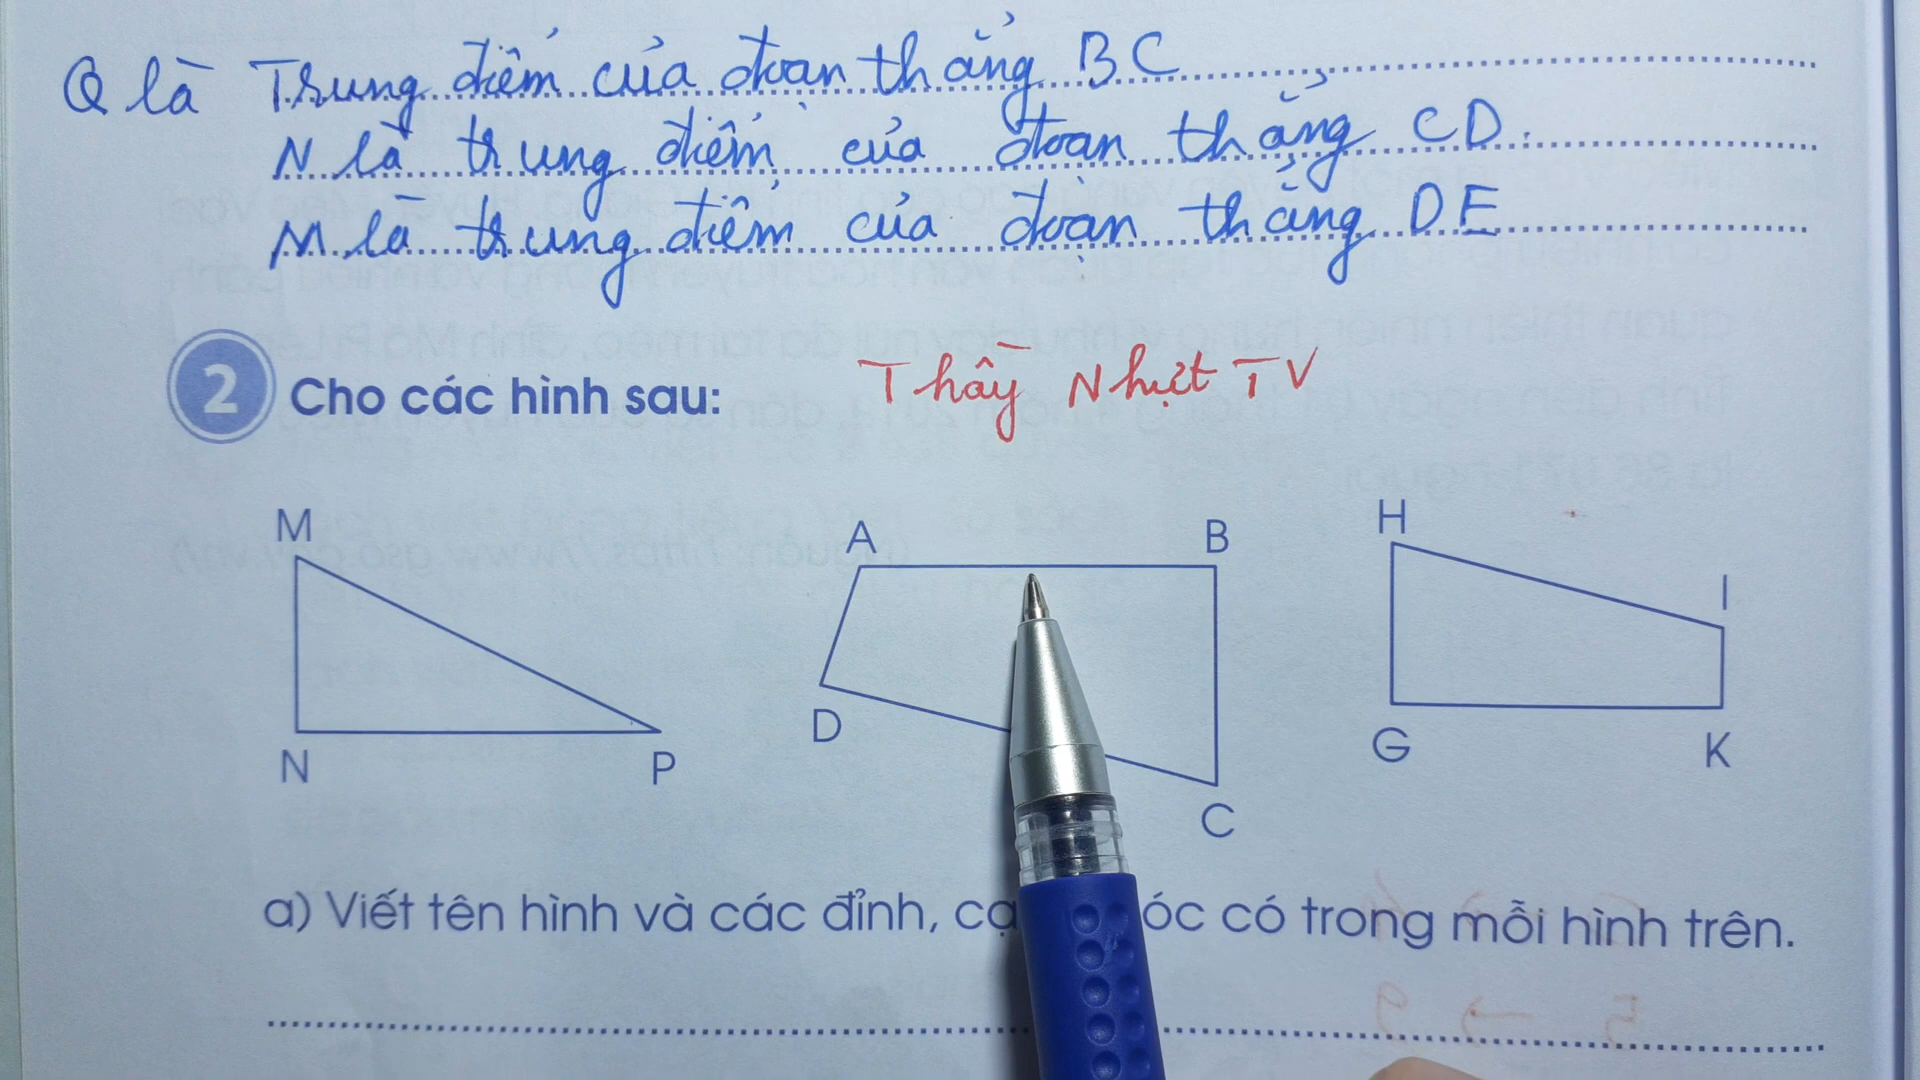 Q là Trung điểm của đoạn thẳng BC
N là trung điểm của đoạn thẳng CD.
M là trung điểm của đoạn thẳng DE
2 Cho các hình sau: Thầy Nhựt TV
M A B H I
N P D C G K
a) Viết tên hình và các đỉnh, có trong mỗi hình trên.